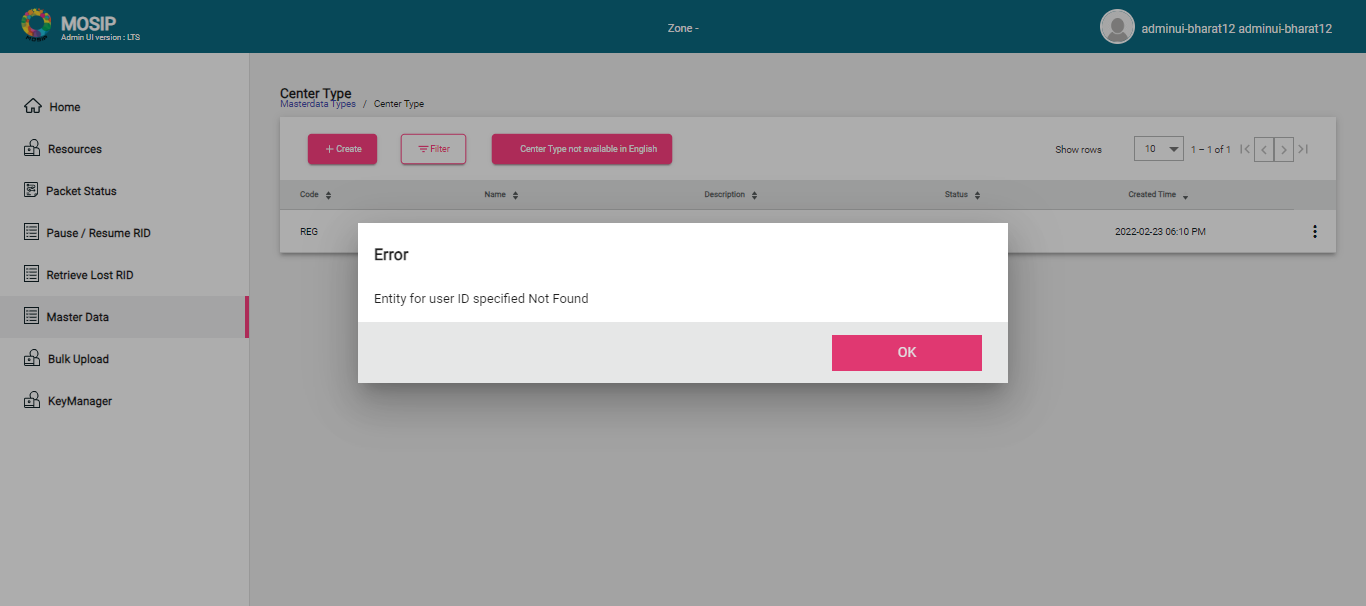 MOSIP
Admin UI version : LTS
Zone -
adminui-bharat12 adminui-bharat12
Home
Resources
Packet Status
Pause / Resume RID
Retrieve Lost RID
Master Data
Bulk Upload
KeyManager
Center Type
Masterdata Types / Center Type
+ Create
Filter
Center Type not available in English
Show rows
10
1 – 1 of 1
Code
Name
Description
Status
Created Time
REG
2022-02-23 06:10 PM
Error
Entity for user ID specified Not Found
OK